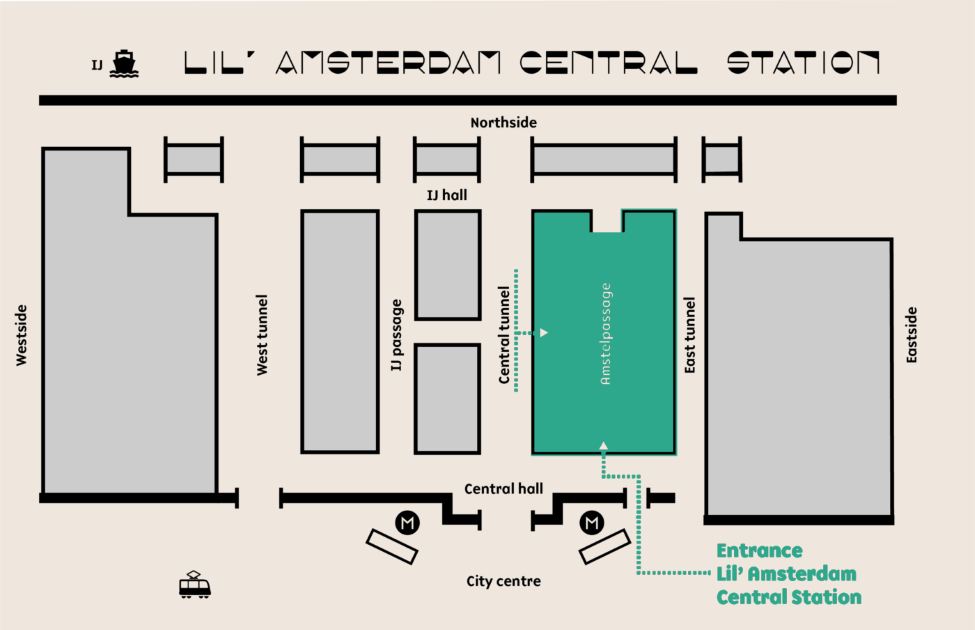 IJ
LIL' AMSTERDAM CENTRAL STATION
Northside
IJ hall
Westside
West tunnel
IJ passage
Central tunnel
Amstelpassage
East tunnel
Eastside
Central hall
M
M
City centre
Entrance
Lil' Amsterdam
Central Station